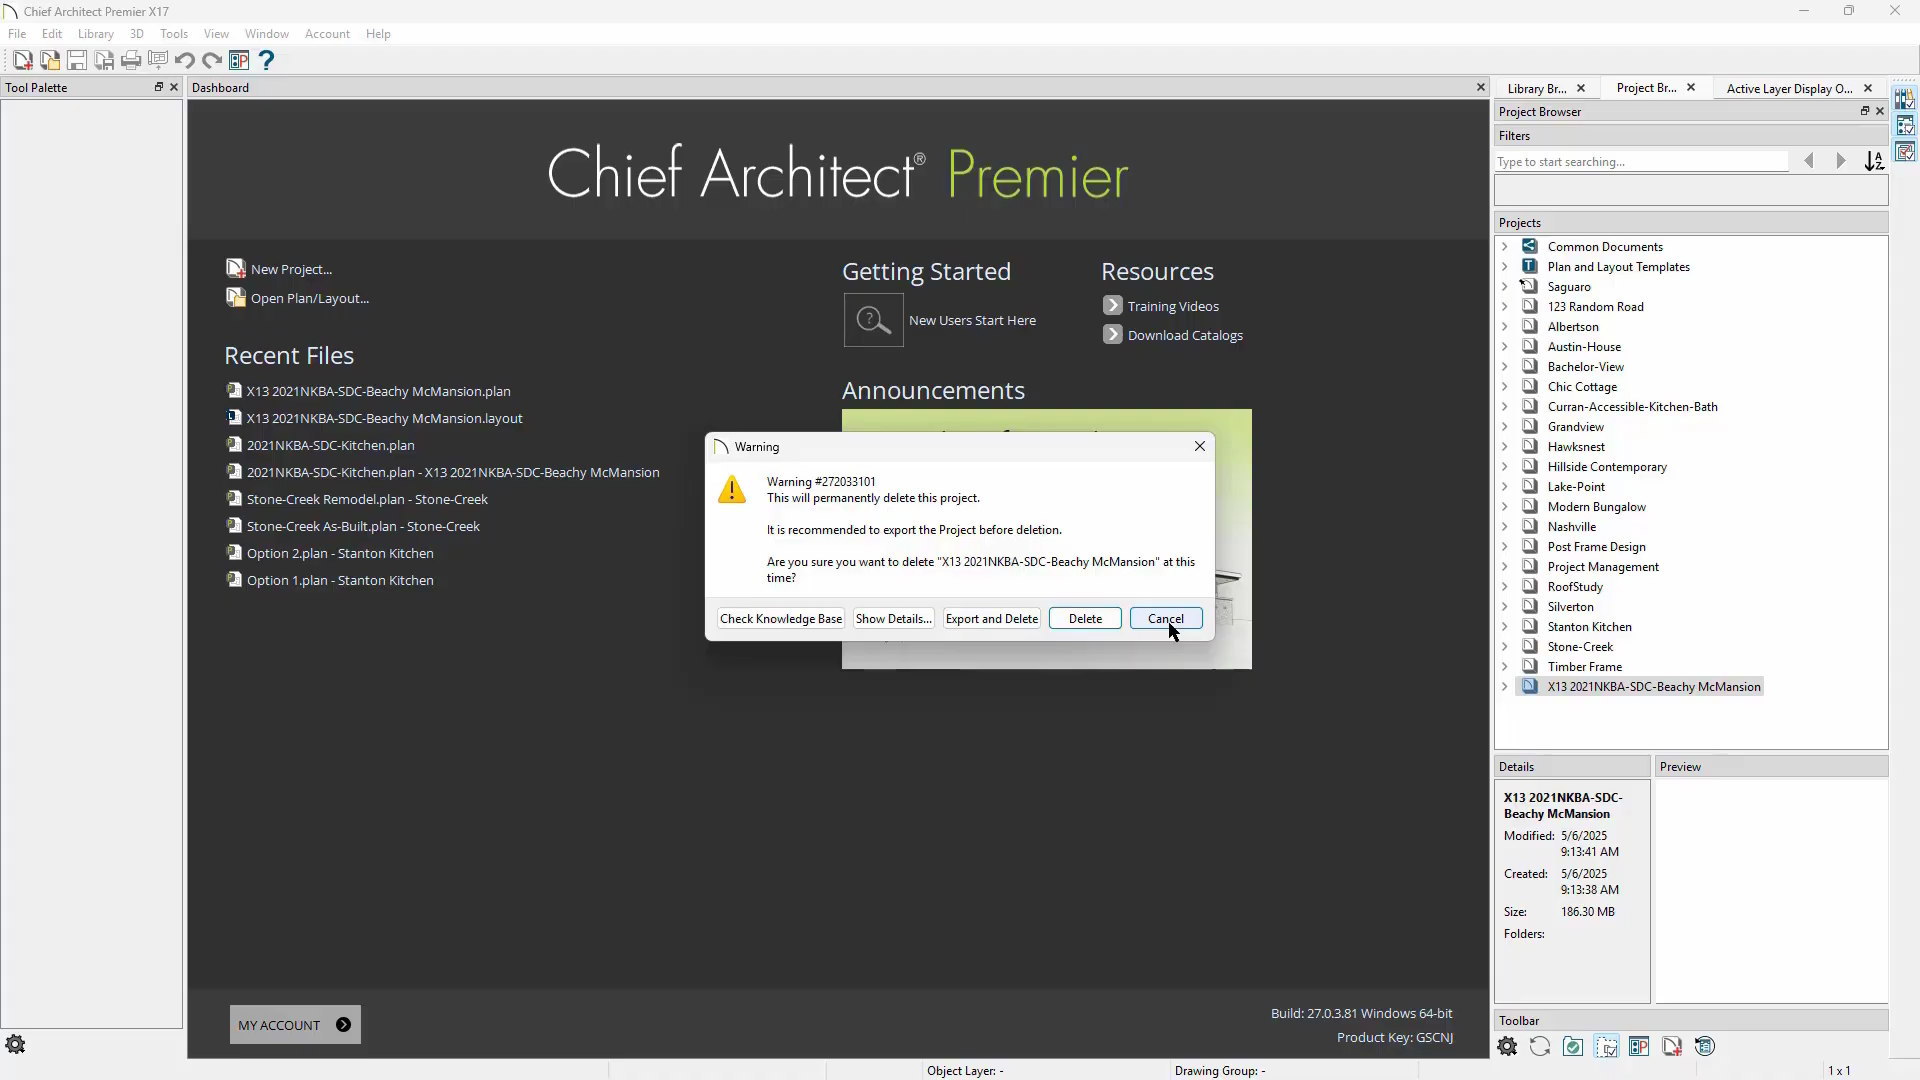 Chief Architect Premier X17
File Edit Library 3D Tools View Window Account Help
Tool Palette
Dashboard
Chief Architect® Premier
New Project...
Open Plan/Layout...
Recent Files
X13 2021NKBA-SDC-Beachy McMansion.plan
X13 2021NKBA-SDC-Beachy McMansion.layout
2021NKBA-SDC-Kitchen.plan
2021NKBA-SDC-Kitchen.plan - X13 2021NKBA-SDC-Beachy McMansion
Stone-Creek Remodel.plan - Stone-Creek
Stone-Creek As-Built.plan - Stone-Creek
Option 2.plan - Stanton Kitchen
Option 1.plan - Stanton Kitchen
Getting Started
New Users Start Here
Resources
Training Videos
Download Catalogs
Announcements
Warning
Warning #272033101
This will permanently delete this project.
It is recommended to export the Project before deletion.
Are you sure you want to delete "X13 2021NKBA-SDC-Beachy McMansion" at this
time?
Check Knowledge Base Show Details... Export and Delete Delete Cancel
MY ACCOUNT
Build: 27.0.3.81 Windows 64-bit
Product Key: GSCNJ
Library Br... Project Br... Active Layer Display O...
Project Browser
Filters
Type to start searching...
Projects
Common Documents
Plan and Layout Templates
Saguaro
123 Random Road
Albertson
Austin-House
Bachelor-View
Chic Cottage
Curran-Accessible-Kitchen-Bath
Grandview
Hawksnest
Hillside Contemporary
Lake-Point
Modern Bungalow
Nashville
Post Frame Design
Project Management
RoofStudy
Silverton
Stanton Kitchen
Stone-Creek
Timber Frame
X13 2021NKBA-SDC-Beachy McMansion
Details
X13 2021NKBA-SDC-
Beachy McMansion
Modified: 5/6/2025
9:13:41 AM
Created: 5/6/2025
9:13:38 AM
Size: 186.30 MB
Folders:
Preview
Toolbar
Object Layer: - Drawing Group: - 1 x 1